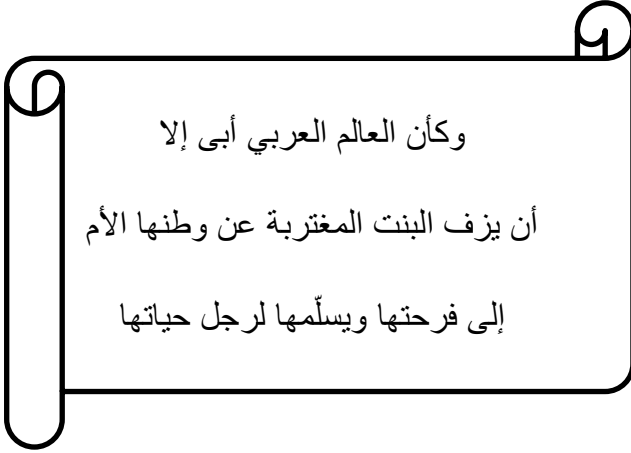 وكأن العالم العربي أبى إلا
أن يزف البنت المغتربة عن وطنها الأم
إلى فرحتها ويسلّمها لرجل حياتها